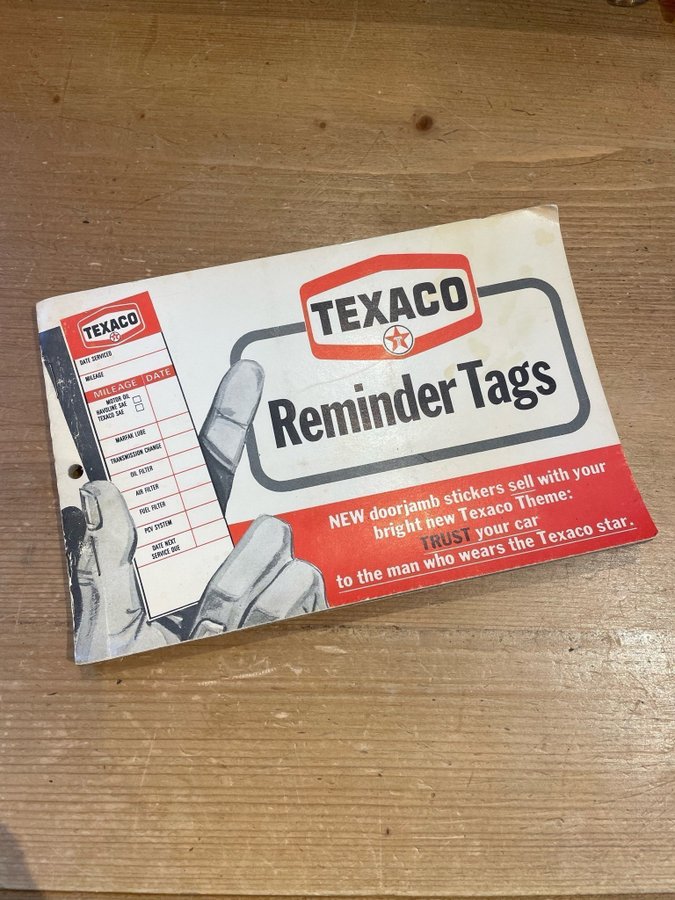 TEXACO
T
Reminder Tags
NEW doorjamb stickers sell with your
bright new Texaco Theme:
TRUST your car
to the man who wears the Texaco star.
TEXACO
T
DATE SERVICED
MILEAGE
MILEAGE DATE
MOTOR OIL
HAVOLINE SAE
TEXACO SAE
MARFAK LUBE
TRANSMISSION CHANGE
OIL FILTER
AIR FILTER
FUEL FILTER
PCV SYSTEM
DATE NEXT
SERVICE DUE